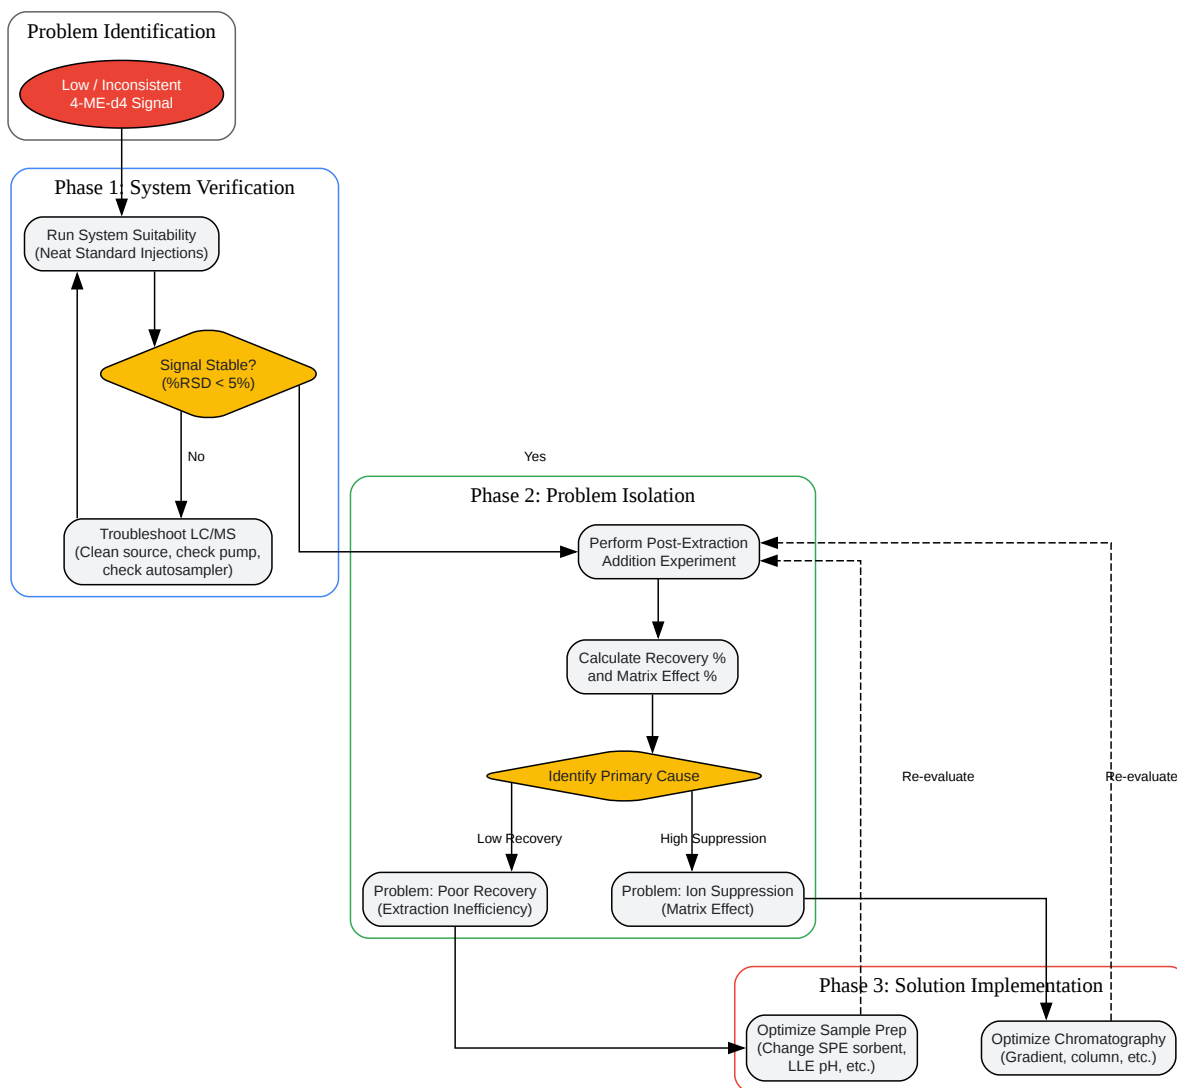 Problem Identification
Low / Inconsistent
4-ME-d4 Signal
Phase 1: System Verification
Run System Suitability
(Neat Standard Injections)
Signal Stable?
(%RSD < 5%)
No
Yes
Troubleshoot LC/MS
(Clean source, check pump,
check autosampler)
Phase 2: Problem Isolation
Perform Post-Extraction
Addition Experiment
Calculate Recovery %
and Matrix Effect %
Identify Primary Cause
Re-evaluate
Re-evaluate
Low Recovery
High Suppression
Problem: Poor Recovery
(Extraction Inefficiency)
Problem: Ion Suppression
(Matrix Effect)
Phase 3: Solution Implementation
Optimize Sample Prep
(Change SPE sorbent,
LLE pH, etc.)
Optimize Chromatography
(Gradient, column, etc.)